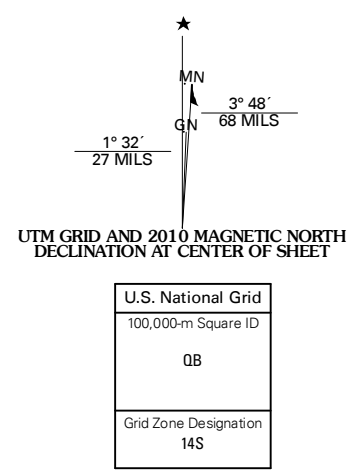 ★
MN
3° 48´
68 MILS
GN
1° 32´
27 MILS
UTM GRID AND 2010 MAGNETIC NORTH
DECLINATION AT CENTER OF SHEET
U.S. National Grid
100,000-m Square ID
QB
Grid Zone Designation
14S